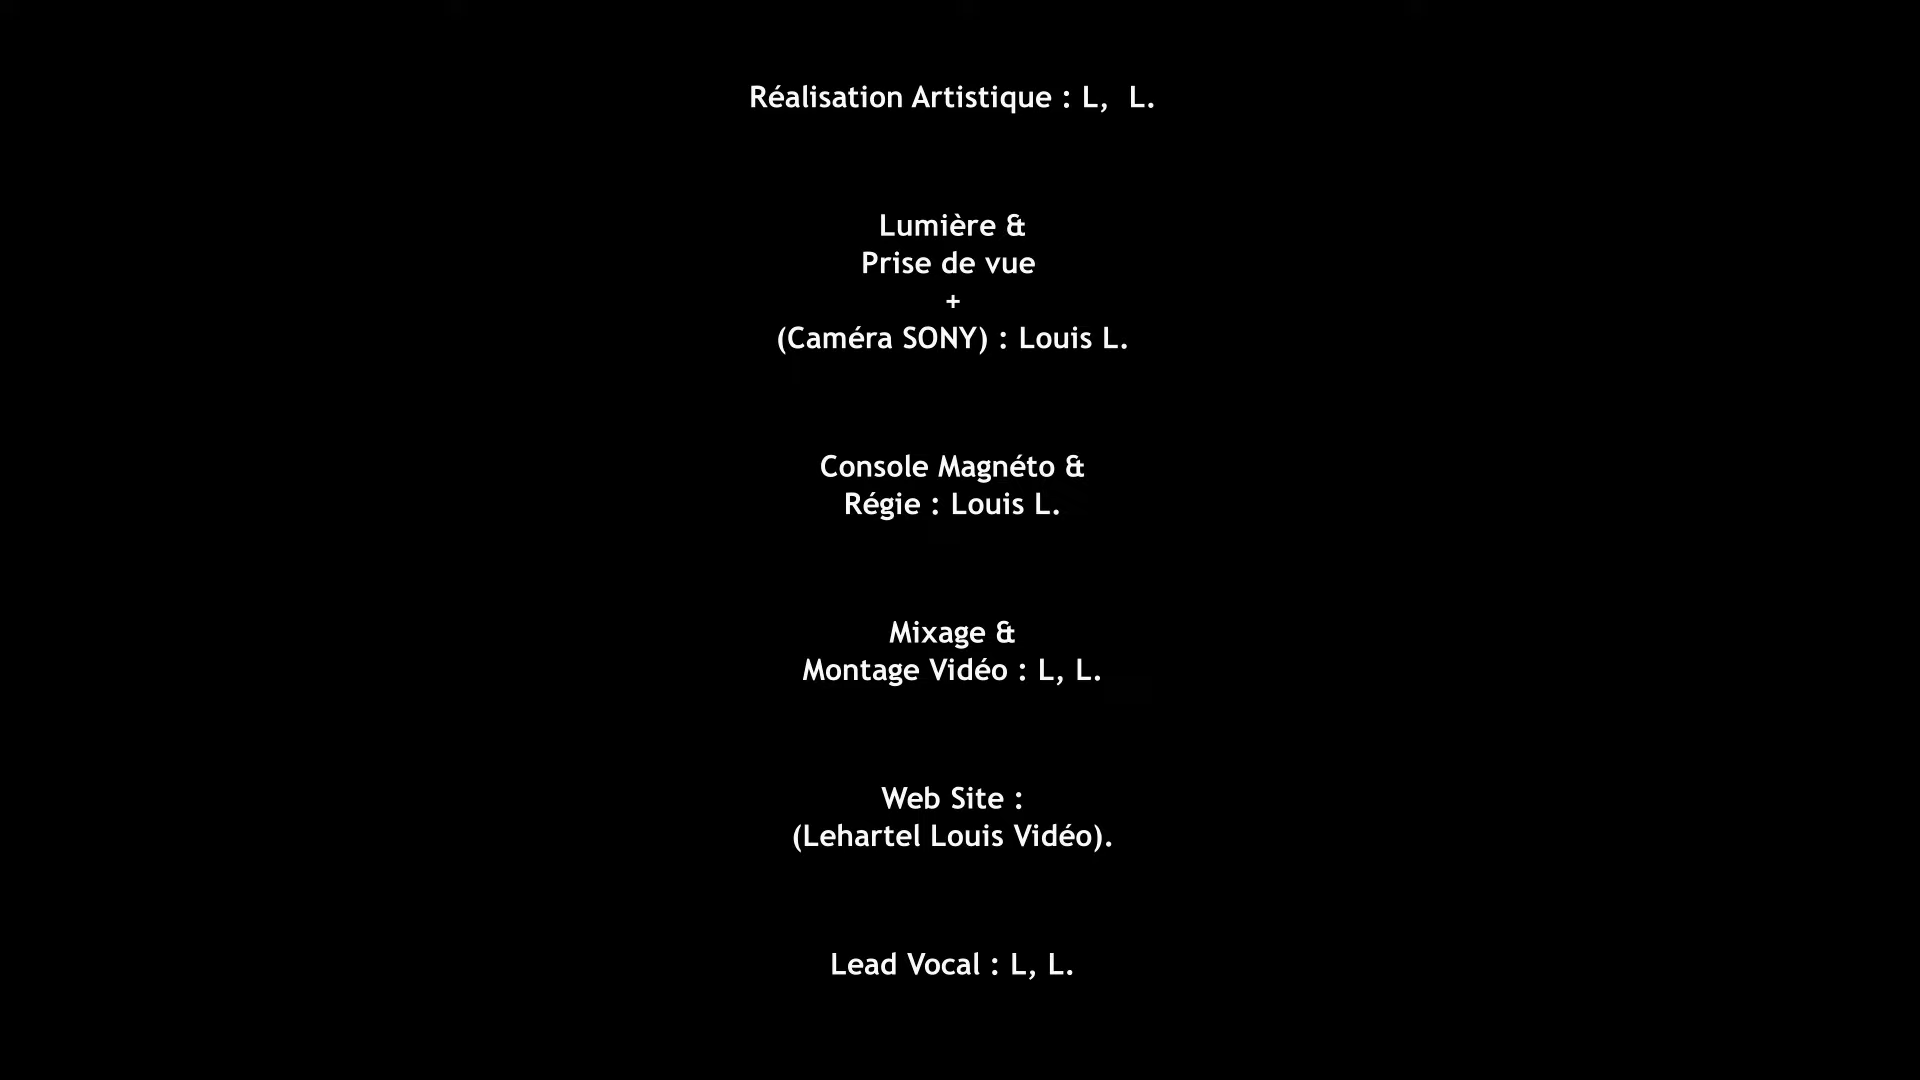 Réalisation Artistique : L,  L.
Lumière &
Prise de vue
+
(Caméra SONY) : Louis L.
Console Magnéto &
Régie : Louis L.
Mixage &
Montage Vidéo : L, L.
Web Site :
(Lehartel Louis Vidéo).
Lead Vocal : L, L.